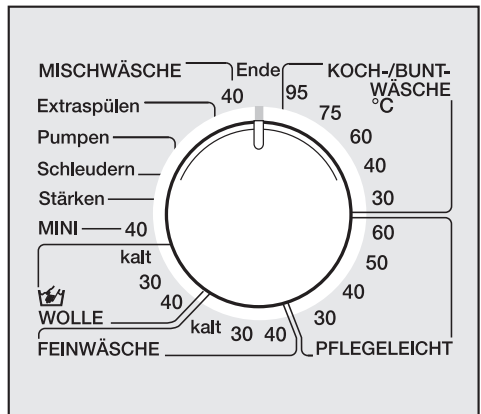 MISCHWÄSCHE
40
Ende
95
KOCH-/BUNT-
WÄSCHE
°C
75
60
40
30
60
50
40
30
PFLEGELEICHT
40
30
kalt
FEINWÄSCHE
40
30
kalt
WOLLE
MINI 40
Stärken
Schleudern
Pumpen
Extraspülen